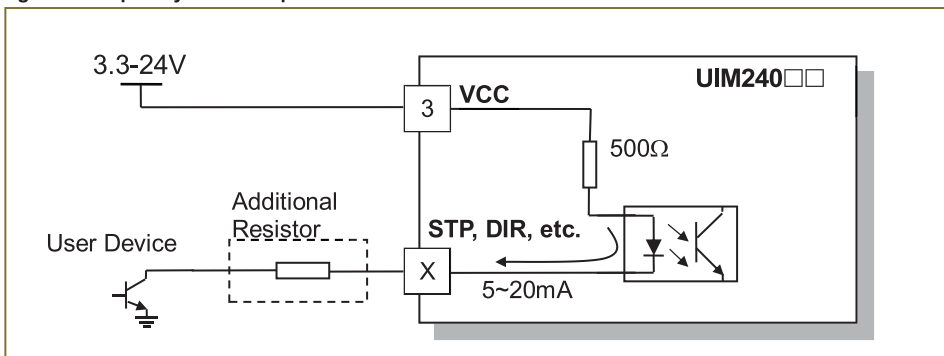 3.3-24V
UIM240□□
3
VCC
500Ω
Additional
Resistor
STP, DIR, etc.
User Device
X
5~20mA